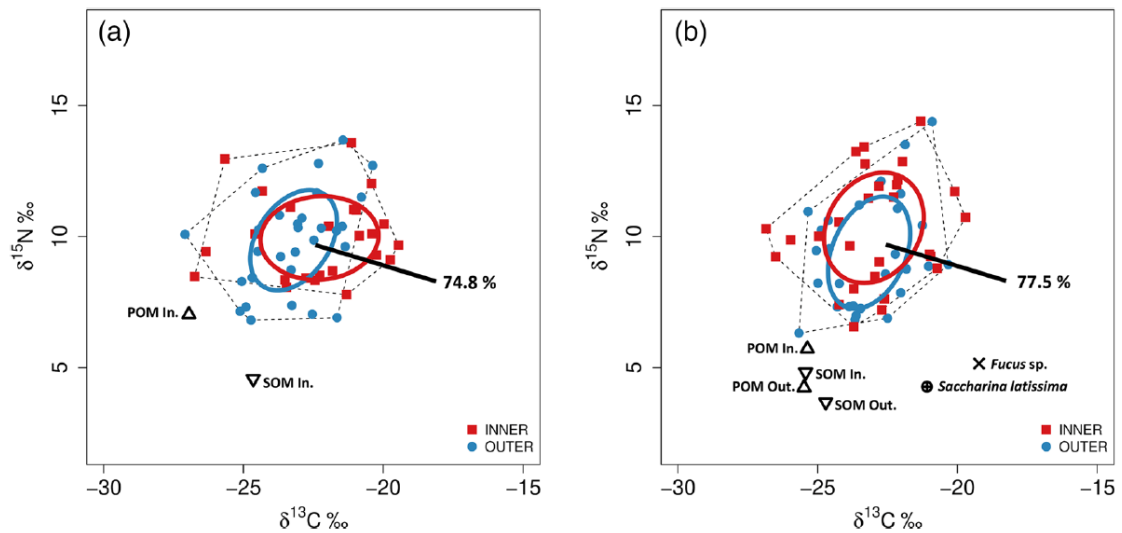 (a)
15
10
5
δ15N ‰
74.8 %
POM In.
SOM In.
INNER
OUTER
−30
−25
−20
−15
δ13C ‰
(b)
15
10
5
δ15N ‰
77.5 %
POM In.
SOM In.
POM Out.
SOM Out.
Fucus sp.
Saccharina latissima
INNER
OUTER
−30
−25
−20
−15
δ13C ‰